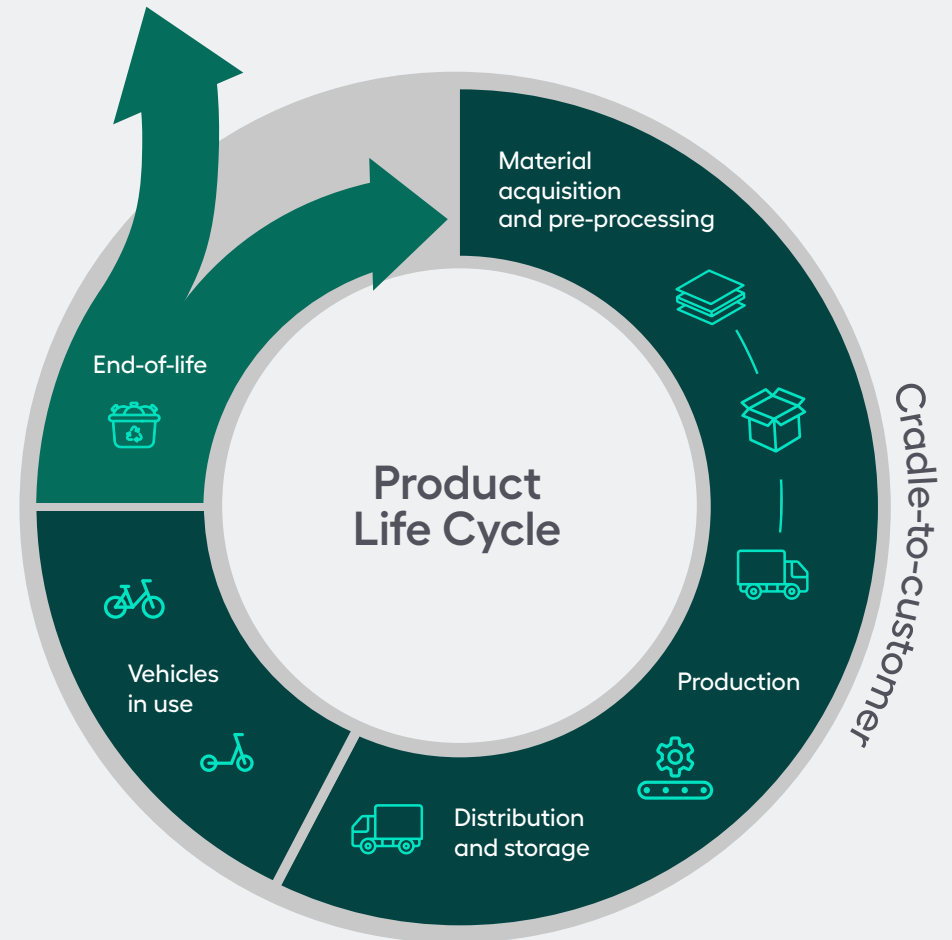 Material
acquisition
and pre-processing
Cradle-to-customer
End-of-life
Product
Life Cycle
Vehicles
in use
Production
Distribution
and storage